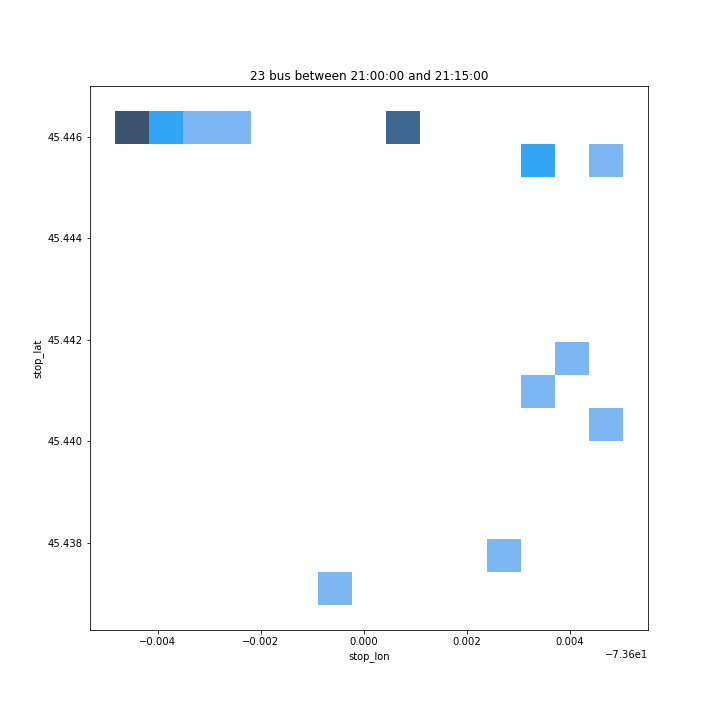 23 bus between 21:00:00 and 21:15:00
45.446
45.444
45.442
45.440
45.438
stop_lat
−0.004 −0.002 0.000 0.002 0.004
stop_lon
−7.36e1